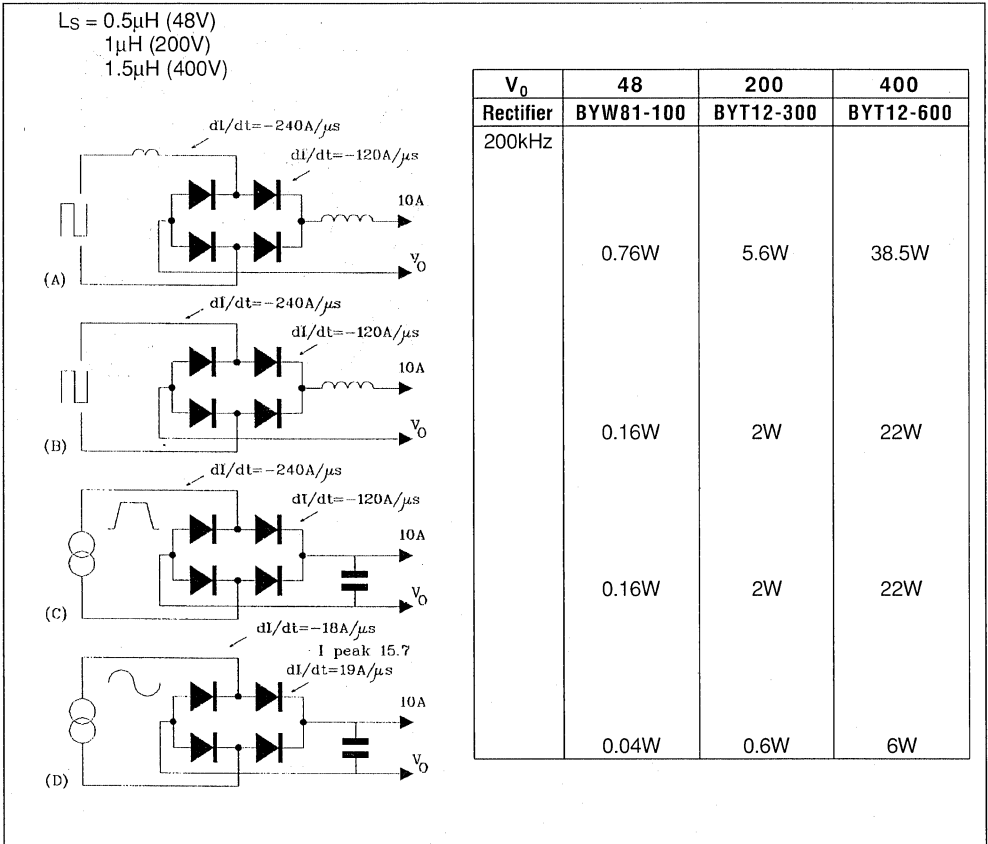 LS = 0.5µH (48V)
1µH (200V)
1.5µH (400V)
V0 48 200 400
Rectifier BYW81-100 BYT12-300 BYT12-600
200kHz
dI/dt=-240A/µs
dI/dt=-120A/µs
10A
0.76W 5.6W 38.5W
VO
(A)
dI/dt=-240A/µs
dI/dt=-120A/µs
10A
0.16W 2W 22W
VO
(B)
dI/dt=-240A/µs
dI/dt=-120A/µs
10A
0.16W 2W 22W
VO
(C)
dI/dt=-18A/µs
I peak 15.7
dI/dt=19A/µs
10A
0.04W 0.6W 6W
VO
(D)